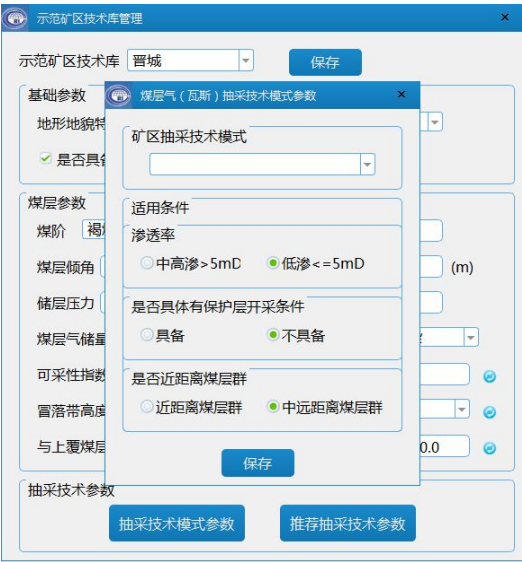 示范矿区技术库管理
示范矿区技术库 晋城 保存
基础参数
地形地貌特
是否具备
煤层参数
煤阶 褐
煤层倾角 (m)
储层压力
煤层气储量
可采性指数
冒落带高度
与上覆煤层 0.0
煤层气（瓦斯）抽采技术模式参数
矿区抽采技术模式
适用条件
渗透率
中高渗>5mD 低渗<=5mD
是否具体有保护层开采条件
具备 不具备
是否近距离煤层群
近距离煤层群 中远距离煤层群
保存
抽采技术参数
抽采技术模式参数 推荐抽采技术参数